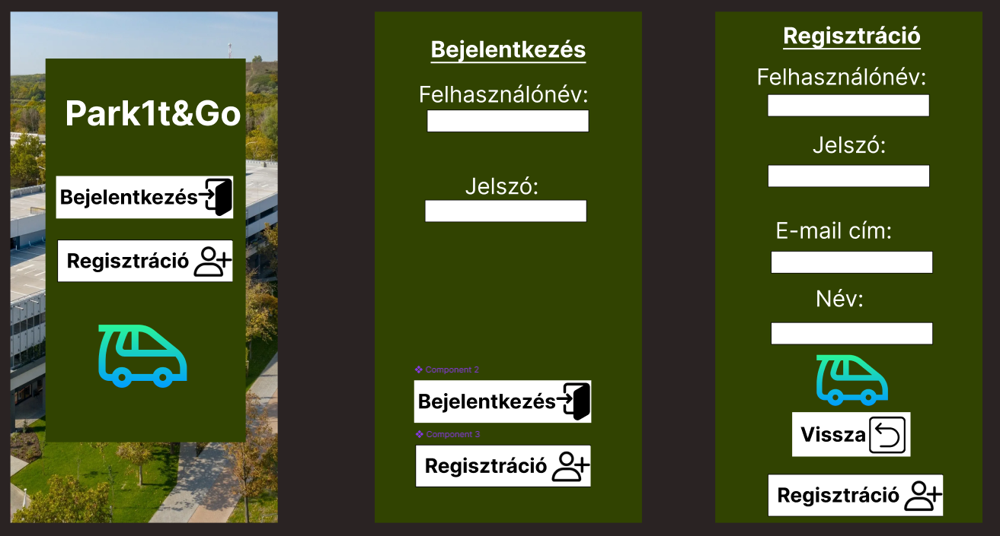 Park1t&Go
Bejelentkezés
Regisztráció
Bejelentkezés
Felhasználónév:
Jelszó:
Component 2
Bejelentkezés
Component 3
Regisztráció
Regisztráció
Felhasználónév:
Jelszó:
E-mail cím:
Név:
Vissza
Regisztráció